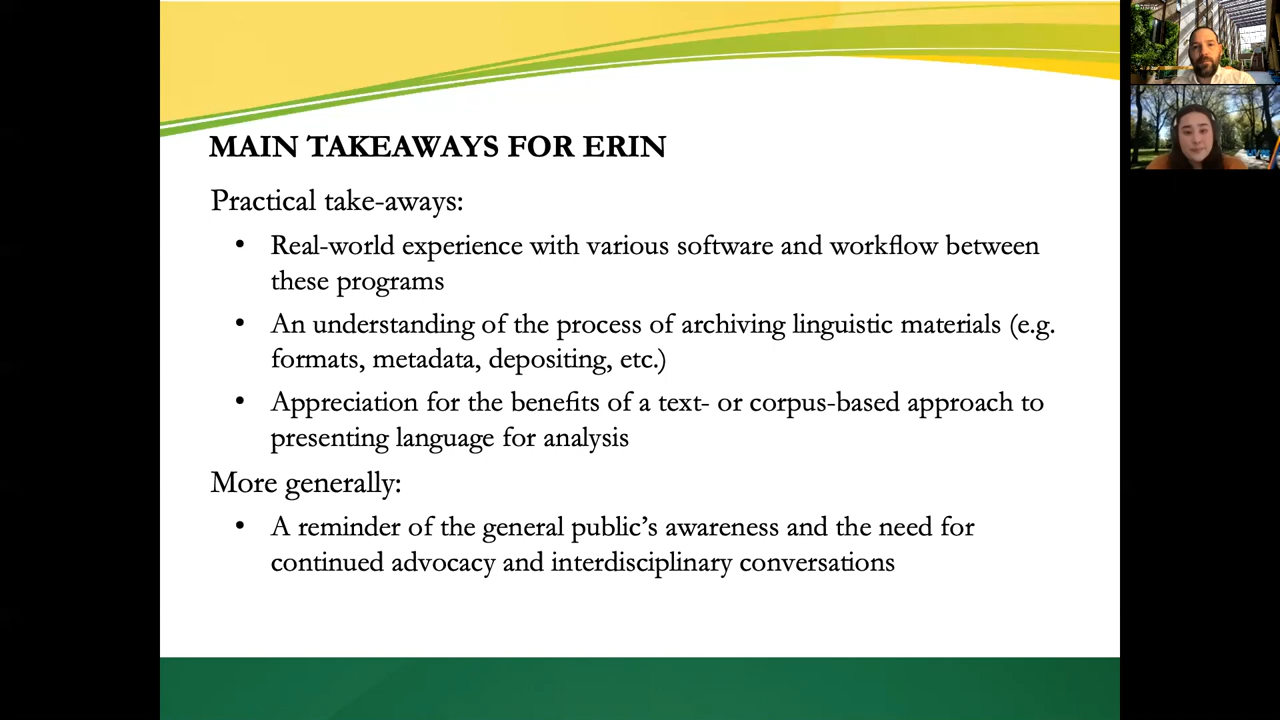 MAIN TAKEAWAYS FOR ERIN
Practical take-aways:
• Real-world experience with various software and workflow between
these programs
• An understanding of the process of archiving linguistic materials (e.g.
formats, metadata, depositing, etc.)
• Appreciation for the benefits of a text- or corpus-based approach to
presenting language for analysis
More generally:
• A reminder of the general public’s awareness and the need for
continued advocacy and interdisciplinary conversations